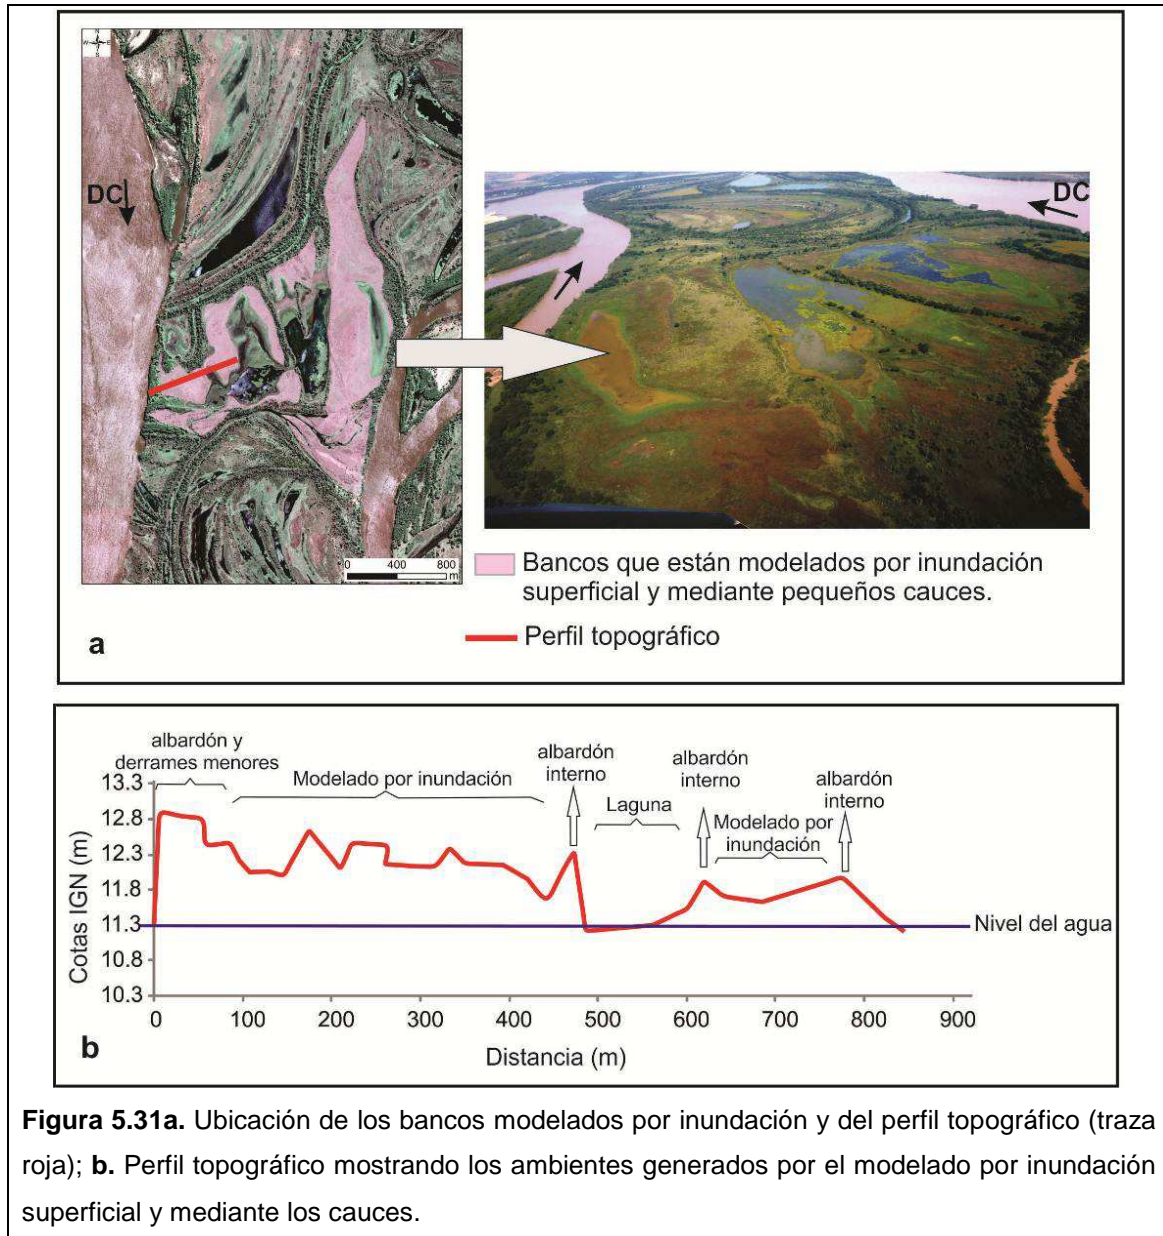 N
W E
S
DC
DC
0 400 800
m
Bancos que están modelados por inundación
superficial y mediante pequeños cauces.
Perfil topográfico
a
albardón y
derrames menores
Modelado por inundación
albardón
interno
Laguna
albardón
interno
Modelado por
inundación
albardón
interno
Cotas IGN (m)
13.3
12.8
12.3
11.8
11.3
10.8
10.3
Nivel del agua
0 100 200 300 400 500 600 700 800 900
Distancia (m)
b
Figura 5.31a. Ubicación de los bancos modelados por inundación y del perfil topográfico (traza
roja); b. Perfil topográfico mostrando los ambientes generados por el modelado por inundación
superficial y mediante los cauces.